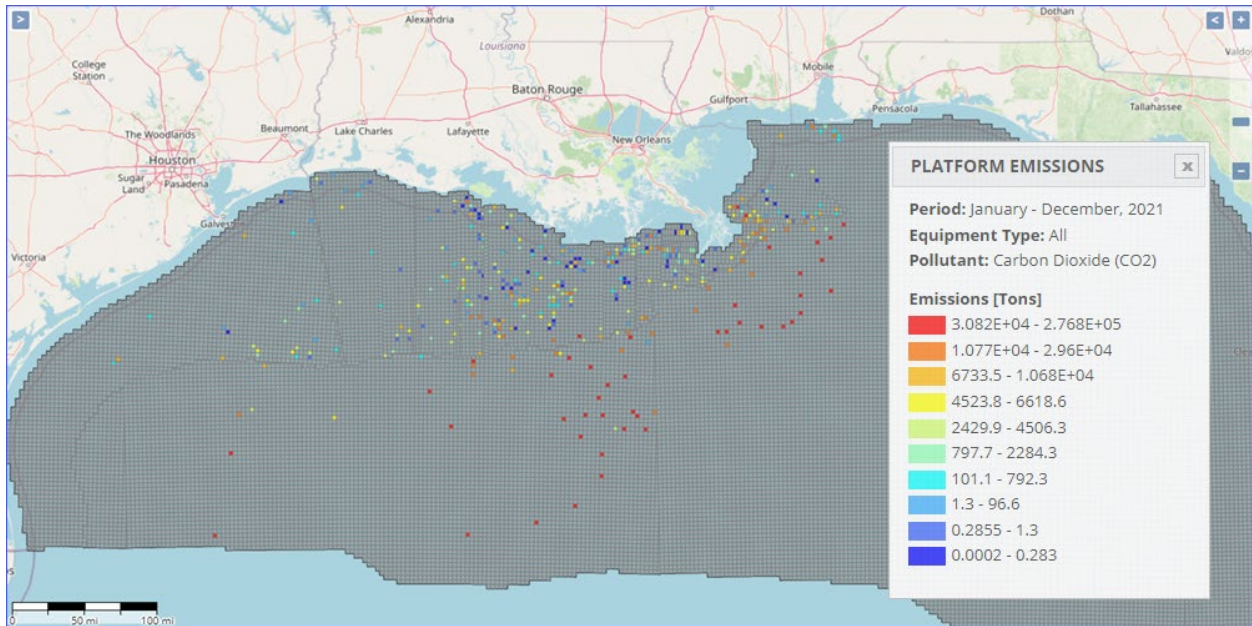 >
<
+
−
Alexandria
Dothan
Louisiana
Valdos
College
Station
Mobile
Baton Rouge
Gulfport
Pensacola
Tallahassee
The Woodlands
Beaumont
Lake Charles
Lafayette
New Orleans
Houston
Sugar
Land
Pasadena
Galves
Victoria
PLATFORM EMISSIONS
x
Period: January - December, 2021
Equipment Type: All
Pollutant: Carbon Dioxide (CO2)
Emissions [Tons]
3.082E+04 - 2.768E+05
1.077E+04 - 2.96E+04
6733.5 - 1.068E+04
4523.8 - 6618.6
2429.9 - 4506.3
797.7 - 2284.3
101.1 - 792.3
1.3 - 96.6
0.2855 - 1.3
0.0002 - 0.283
os
0 50 mi 100 mi